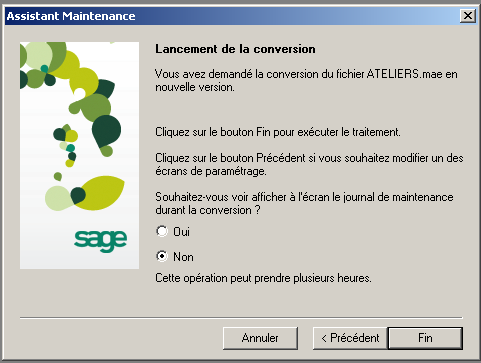 Assistant Maintenance
Lancement de la conversion
Vous avez demandé la conversion du fichier ATELIERS.mae en
nouvelle version.
Cliquez sur le bouton Fin pour exécuter le traitement.
Cliquez sur le bouton Précédent si vous souhaitez modifier un des
écrans de paramétrage.
Souhaitez-vous voir afficher à l'écran le journal de maintenance
durant la conversion ?
Oui
Non
Cette opération peut prendre plusieurs heures.
sage
Annuler
< Précédent
Fin